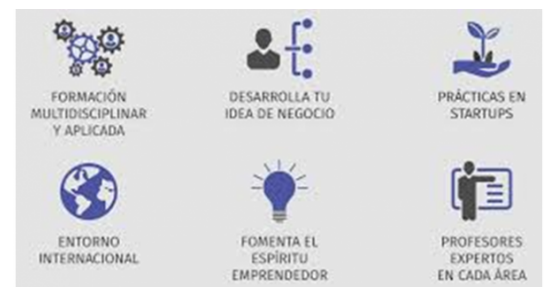 FORMACIÓN
MULTIDISCIPLINAR
Y APLICADA
DESARROLLA TU
IDEA DE NEGOCIO
PRÁCTICAS EN
STARTUPS
ENTORNO
INTERNACIONAL
FOMENTA EL
ESPÍRITU
EMPRENDEDOR
PROFESORES
EXPERTOS
EN CADA ÁREA